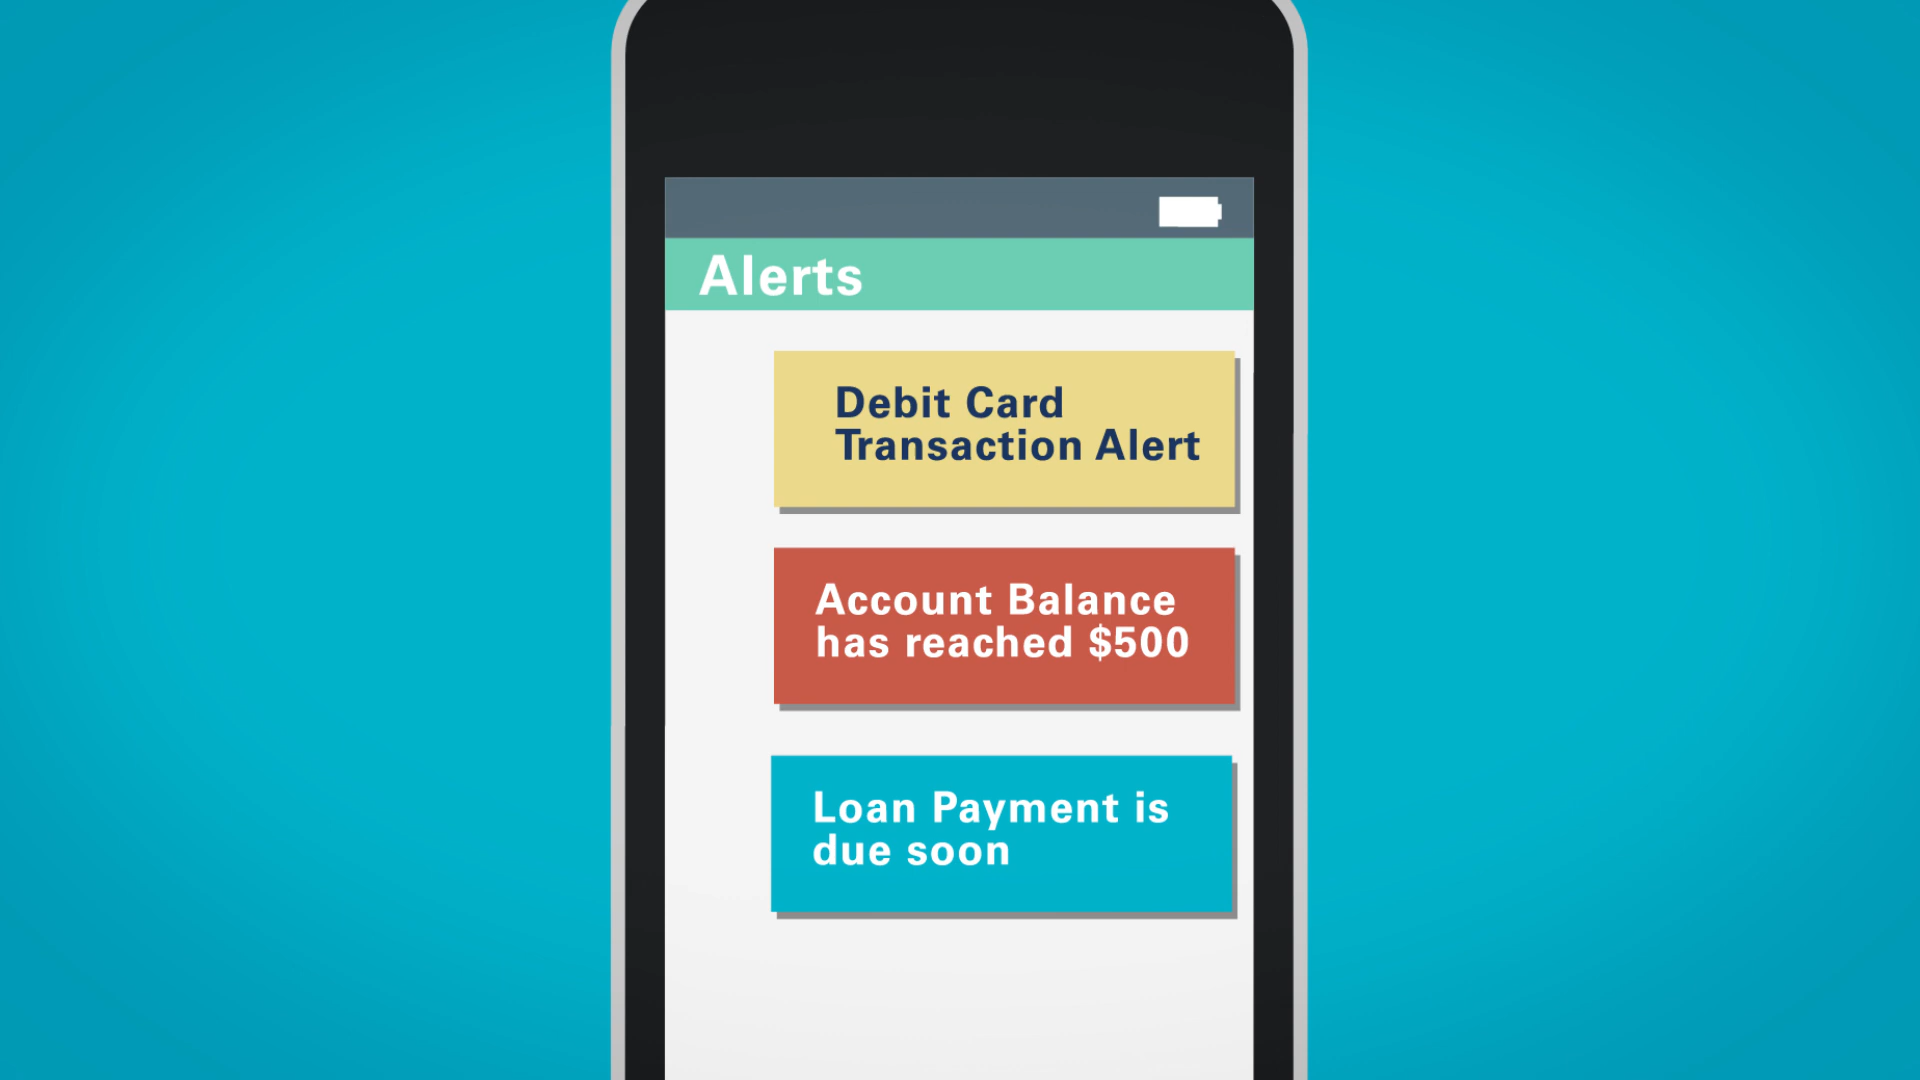 Alerts
Debit Card
Transaction Alert
Account Balance
has reached $500
Loan Payment is
due soon